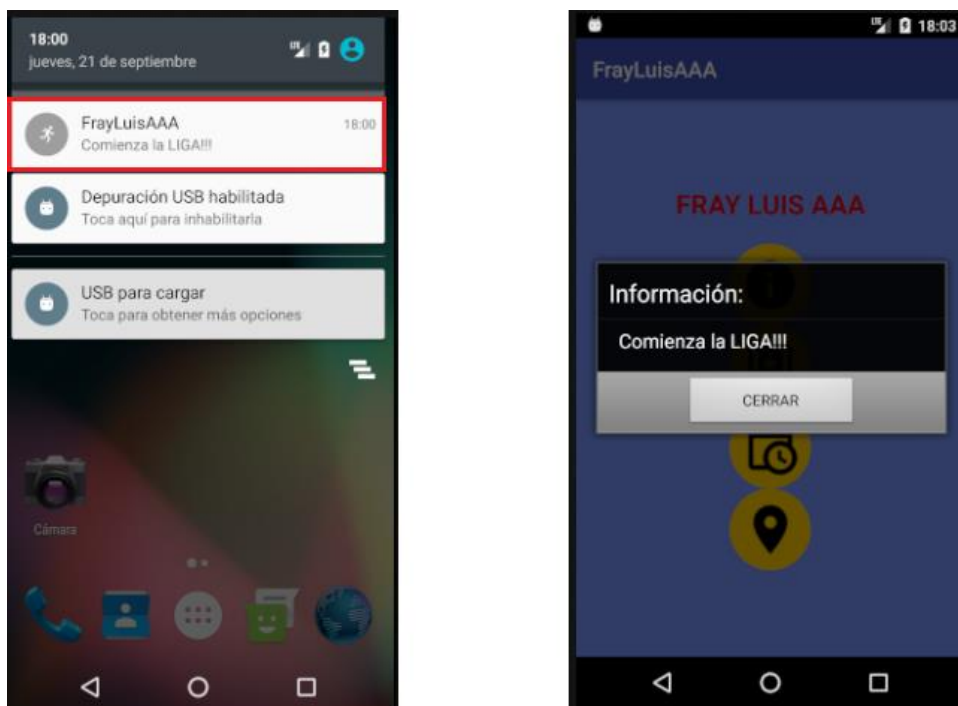 18:00
jueves, 21 de septiembre
LTE
FrayLuisAAA
18:00
Comienza la LIGA!!!
Depuración USB habilitada
Toca aquí para inhabilitarla
USB para cargar
Toca para obtener más opciones
Cámara
LTE
18:03
FrayLuisAAA
FRAY LUIS AAA
Información:
Comienza la LIGA!!!
CERRAR